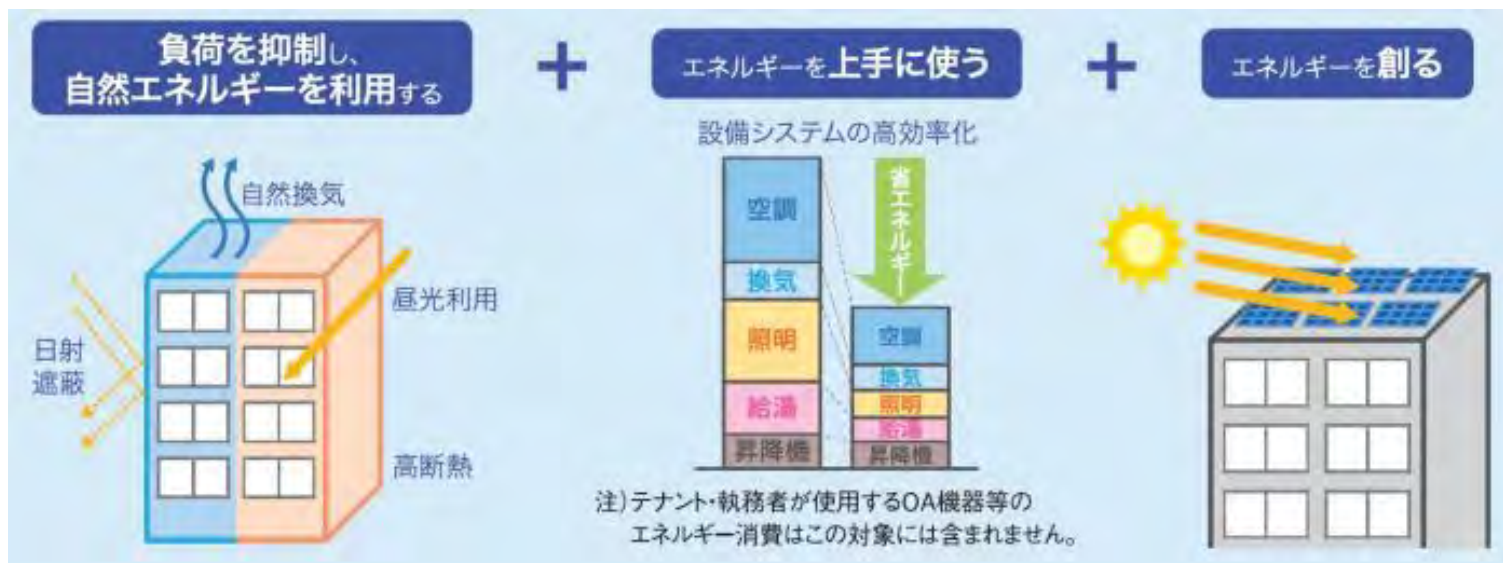 負荷を抑制し、
自然エネルギーを利用する
+
エネルギーを上手に使う
+
エネルギーを創る
自然換気
昼光利用
日射
遮蔽
高断熱
設備システムの高効率化
空調
換気
照明
給湯
昇降機
省エネルギー
空調
換気
照明
給湯
昇降機
注)テナント・執務者が使用するOA機器等の
エネルギー消費はこの対象には含まれません。